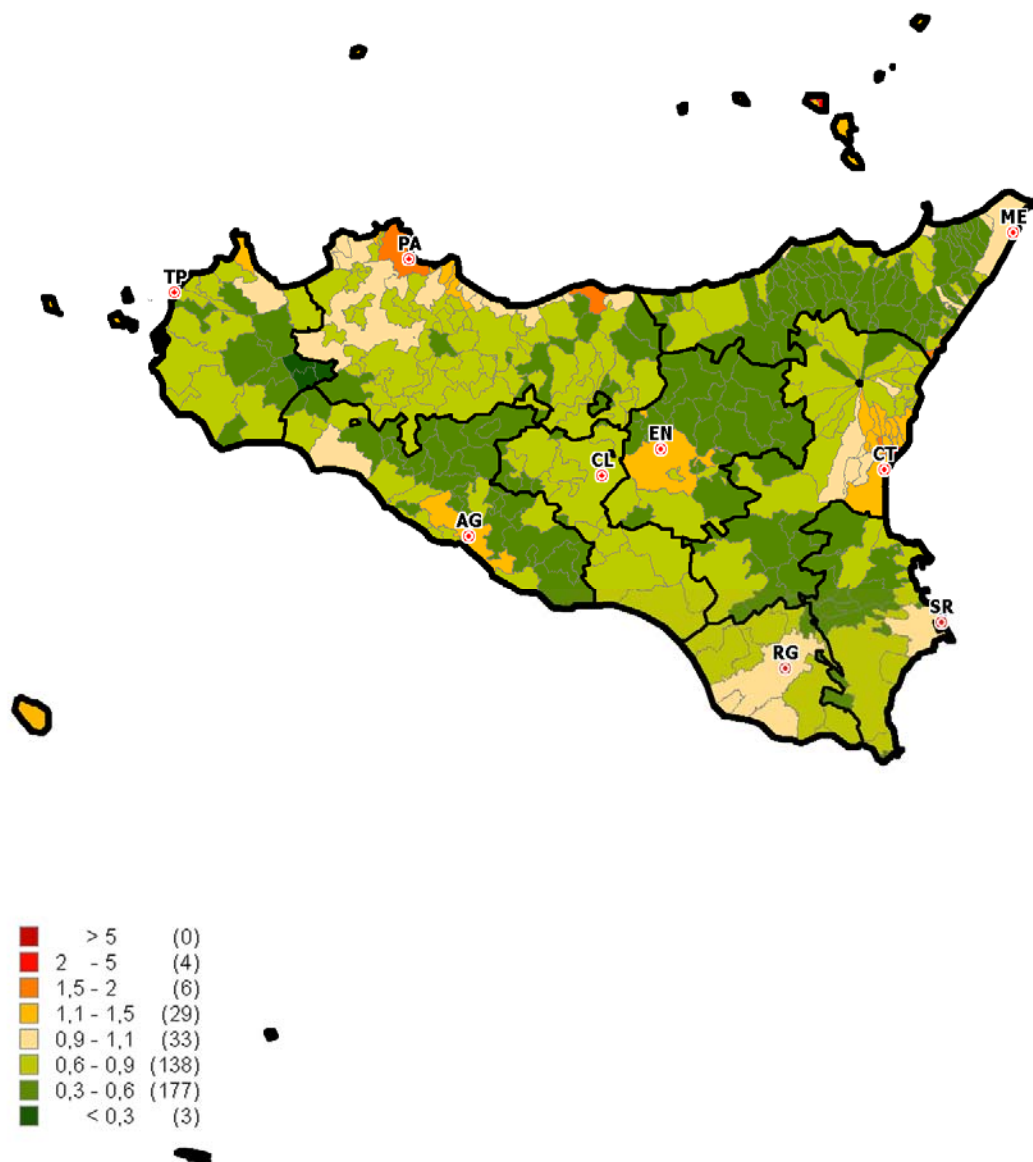 ME
PA
TP
EN
CL
CT
AG
SR
RG
> 5 (0)
2 - 5 (4)
1,5 - 2 (6)
1,1 - 1,5 (29)
0,9 - 1,1 (33)
0,6 - 0,9 (138)
0,3 - 0,6 (177)
< 0,3 (3)